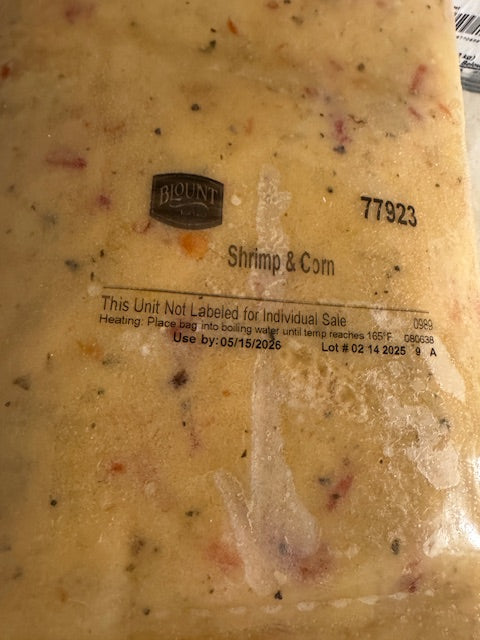 BLOUNT
77923
Shrimp & Corn
This Unit Not Labeled for Individual Sale 0989
Heating: Place bag into boiling water until temp reaches 165°F 080638
Use by: 05/15/2026 Lot # 02 14 2025 9 A